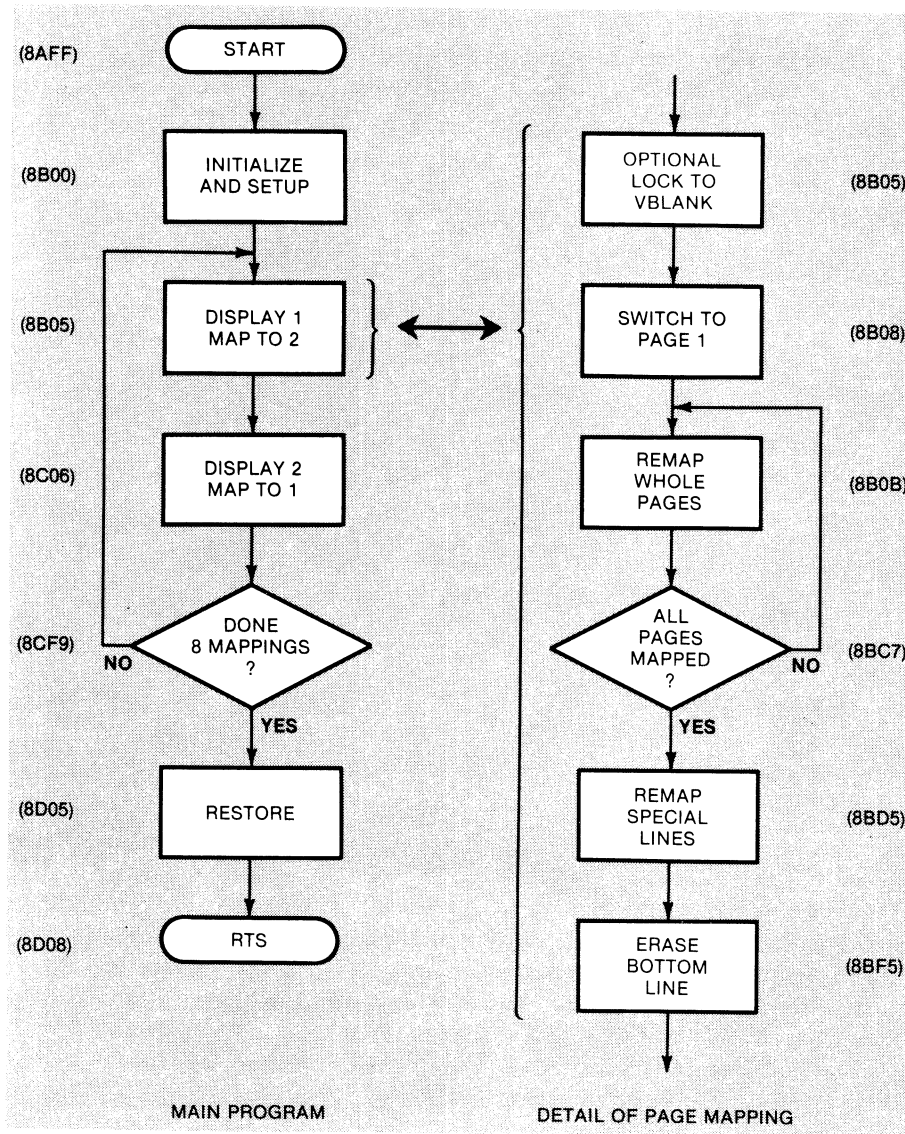 (8AFF)
START
(8B00)
INITIALIZE
AND SETUP
(8B05)
DISPLAY 1
MAP TO 2
(8C06)
DISPLAY 2
MAP TO 1
(8CF9)
DONE
8 MAPPINGS
?
NO
YES
(8D05)
RESTORE
(8D08)
RTS
MAIN PROGRAM
OPTIONAL
LOCK TO
VBLANK
(8B05)
SWITCH TO
PAGE 1
(8B08)
REMAP
WHOLE
PAGES
(8B0B)
ALL
PAGES
MAPPED
?
(8BC7)
NO
YES
REMAP
SPECIAL
LINES
(8BD5)
ERASE
BOTTOM
LINE
(8BF5)
DETAIL OF PAGE MAPPING